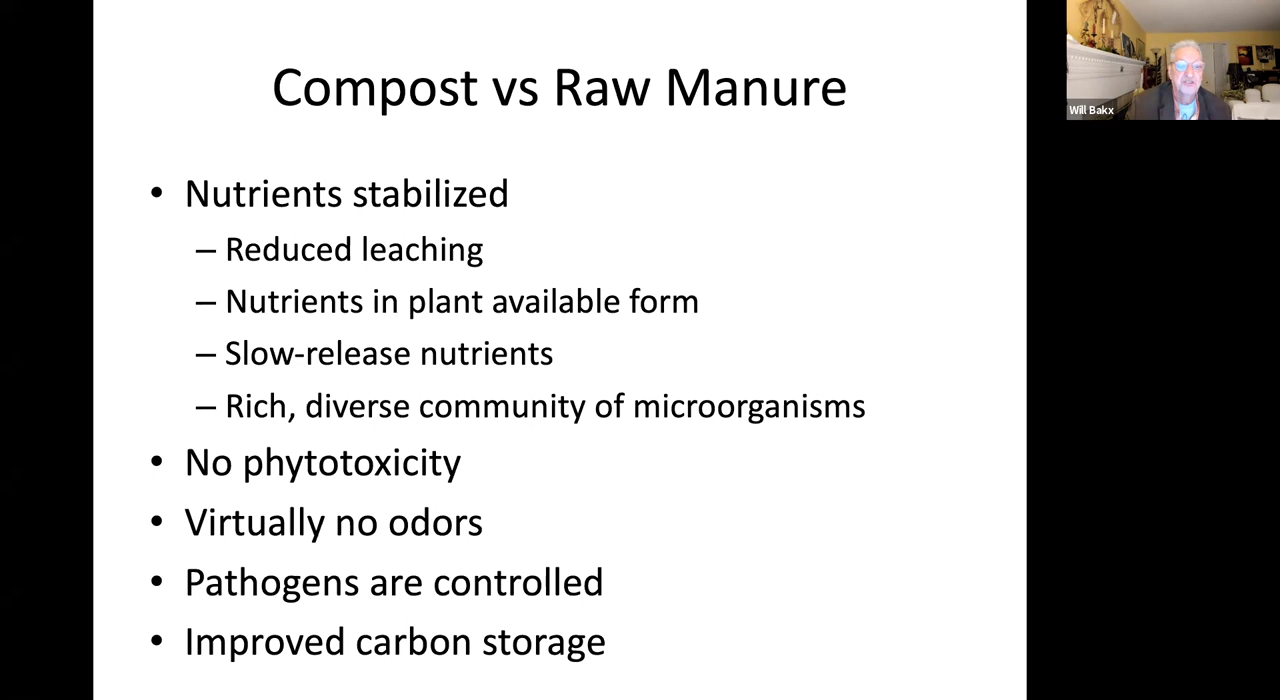 Compost vs Raw Manure
• Nutrients stabilized
– Reduced leaching
– Nutrients in plant available form
– Slow-release nutrients
– Rich, diverse community of microorganisms
• No phytotoxicity
• Virtually no odors
• Pathogens are controlled
• Improved carbon storage
Will Bakx